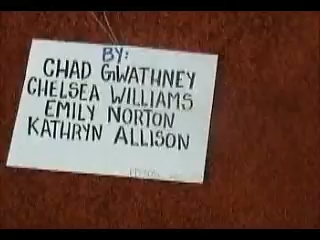 BY:
CHAD GWATHNEY
CHELSEA WILLIAMS
EMILY NORTON
KATHRYN ALLISON